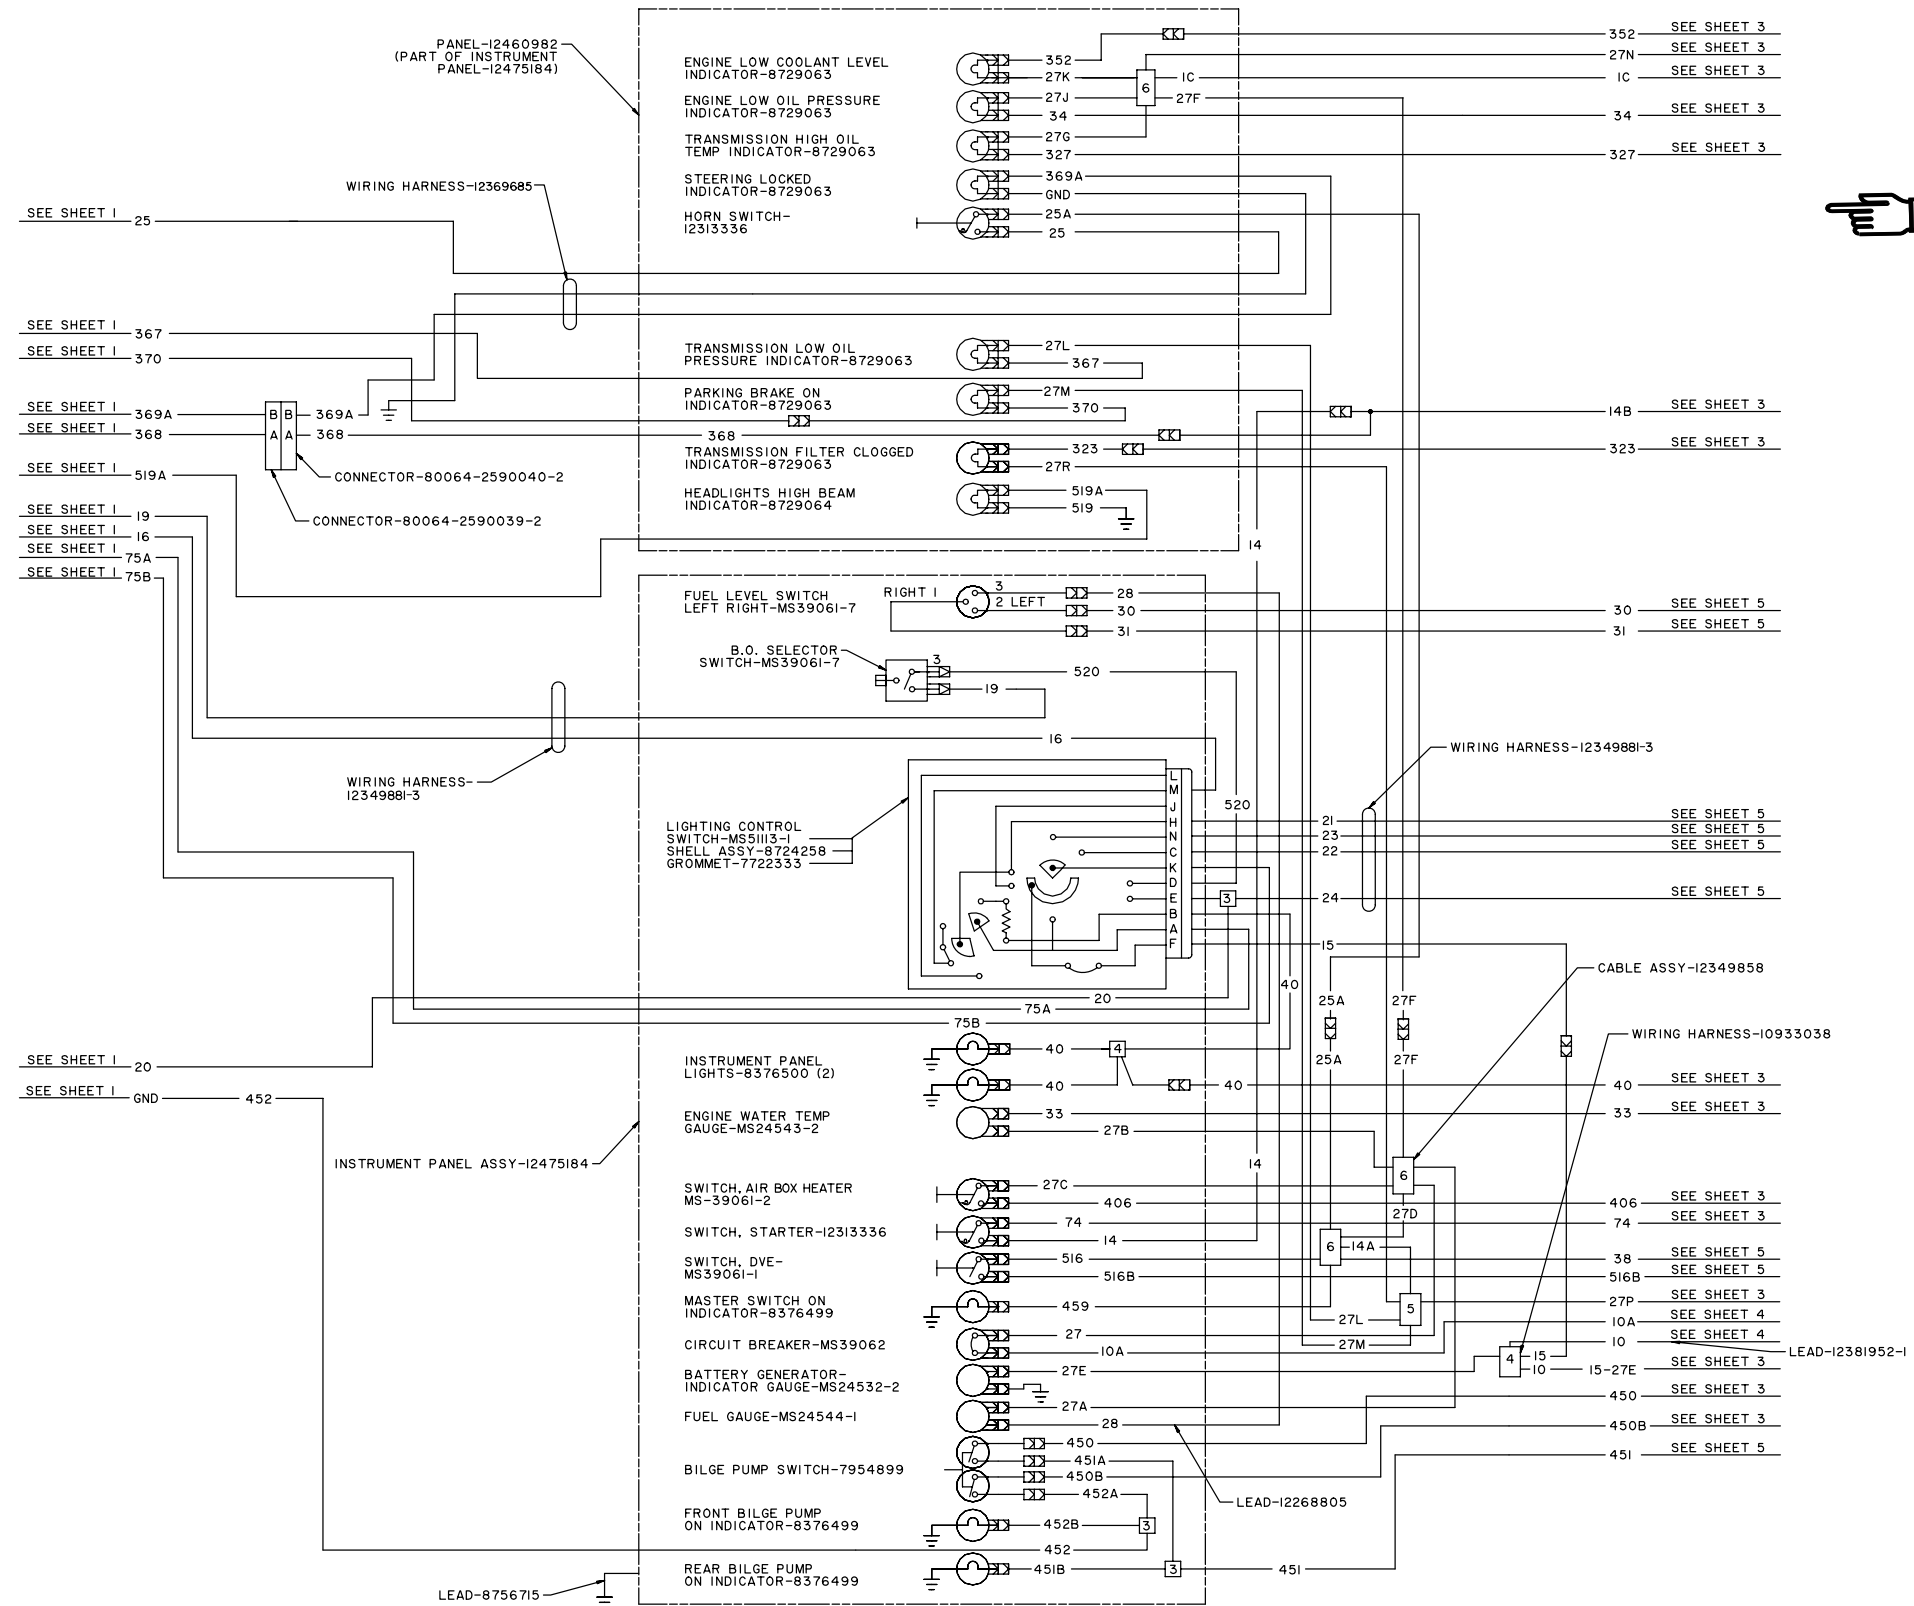 PANEL-12460982
(PART OF INSTRUMENT
PANEL-12475184)
WIRING HARNESS-12369685
ENGINE LOW COOLANT LEVEL
INDICATOR-8729063
352
27K
352 SEE SHEET 3
27N SEE SHEET 3
6
1C
1C SEE SHEET 3
ENGINE LOW OIL PRESSURE
INDICATOR-8729063
27J
34
27F
34 SEE SHEET 3
TRANSMISSION HIGH OIL
TEMP INDICATOR-8729063
27G
327
327 SEE SHEET 3
STEERING LOCKED
INDICATOR-8729063
369A
GND
HORN SWITCH-
12313336
25A
25
SEE SHEET 1 25
SEE SHEET 1 367
SEE SHEET 1 370
TRANSMISSION LOW OIL
PRESSURE INDICATOR-8729063
27L
367
PARKING BRAKE ON
INDICATOR-8729063
27M
370
14B SEE SHEET 3
SEE SHEET 1 369A
B B
369A
SEE SHEET 1 368
A A
368
368
TRANSMISSION FILTER CLOGGED
INDICATOR-8729063
323
27R
323 SEE SHEET 3
SEE SHEET 1 519A
CONNECTOR-80064-2590040-2
CONNECTOR-80064-2590039-2
HEADLIGHTS HIGH BEAM
INDICATOR-8729064
519A
519
SEE SHEET 1 19
SEE SHEET 1 16
SEE SHEET 1 75A
SEE SHEET 1 75B
14
FUEL LEVEL SWITCH
LEFT RIGHT-MS39061-7
RIGHT 1
3
2 LEFT
28
30
31
30 SEE SHEET 5
31 SEE SHEET 5
B.O. SELECTOR
SWITCH-MS39061-7
3
520
19
16
WIRING HARNESS-
12349881-3
WIRING HARNESS-12349881-3
LIGHTING CONTROL
SWITCH-MS51113-1
SHELL ASSY-8724258
GROMMET-7722333
L
M
J
H
N
C
K
D
E
B
A
F
520
21
23
22
3
24
15
SEE SHEET 5
SEE SHEET 5
SEE SHEET 5
SEE SHEET 5
40
20
75A
75B
25A
27F
25A
27F
CABLE ASSY-12349858
WIRING HARNESS-10933038
SEE SHEET 1 20
SEE SHEET 1 GND 452
INSTRUMENT PANEL
LIGHTS-8376500 (2)
40
4
40
40
40 SEE SHEET 3
ENGINE WATER TEMP
GAUGE-MS24543-2
33
27B
33 SEE SHEET 3
INSTRUMENT PANEL ASSY-12475184
14
6
SWITCH, AIR BOX HEATER
MS-39061-2
27C
406
406 SEE SHEET 3
27D
SWITCH, STARTER-12313336
74
14
74 SEE SHEET 3
6
14A
SWITCH, DVE-
MS39061-1
516
516B
38 SEE SHEET 5
516B SEE SHEET 5
MASTER SWITCH ON
INDICATOR-8376499
459
5
27P SEE SHEET 3
27L
10A SEE SHEET 4
CIRCUIT BREAKER-MS39062
27
10A
27M
10 SEE SHEET 4
LEAD-12381952-1
BATTERY GENERATOR-
INDICATOR GAUGE-MS24532-2
27E
4
15
10
15-27E SEE SHEET 3
FUEL GAUGE-MS24544-1
27A
28
450 SEE SHEET 3
450B SEE SHEET 3
451 SEE SHEET 5
BILGE PUMP SWITCH-7954899
450
451A
450B
452A
LEAD-12268805
FRONT BILGE PUMP
ON INDICATOR-8376499
452B
3
452
REAR BILGE PUMP
ON INDICATOR-8376499
451B
3
451
LEAD-8756715